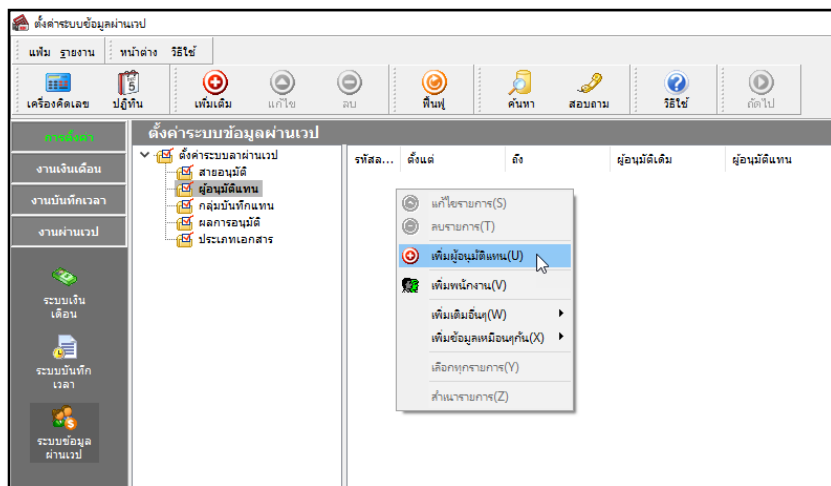 ตั้งค่าระบบข้อมูลผ่านเวป
แฟ้ม รายงาน หน้าต่าง วิธีใช้
เครื่องคิดเลข ปฏิทิน เพิ่มเติม แก้ไข ลบ ฟื้นฟู ค้นหา สอบถาม วิธีใช้ ถัดไป
การตั้งค่า
งานเงินเดือน
งานบันทึกเวลา
งานผ่านเวป
ระบบเงิน
เดือน
ระบบบันทึก
เวลา
ระบบข้อมูล
ผ่านเวป
ตั้งค่าระบบข้อมูลผ่านเวป
ตั้งค่าระบบลาผ่านเวป
สายอนุมัติ
ผู้อนุมัติแทน
กลุ่มบันทึกแทน
ผลการอนุมัติ
ประเภทเอกสาร
รหัสล... ตั้งแต่ ถึง ผู้อนุมัติเดิม ผู้อนุมัติแทน
แก้ไขรายการ(S)
ลบรายการ(T)
เพิ่มผู้อนุมัติแทน(U)
เพิ่มพนักงาน(V)
เพิ่มเติมอื่นๆ(W)
เพิ่มข้อมูลเหมือนๆกัน(X)
เลือกทุกรายการ(Y)
สำเนารายการ(Z)